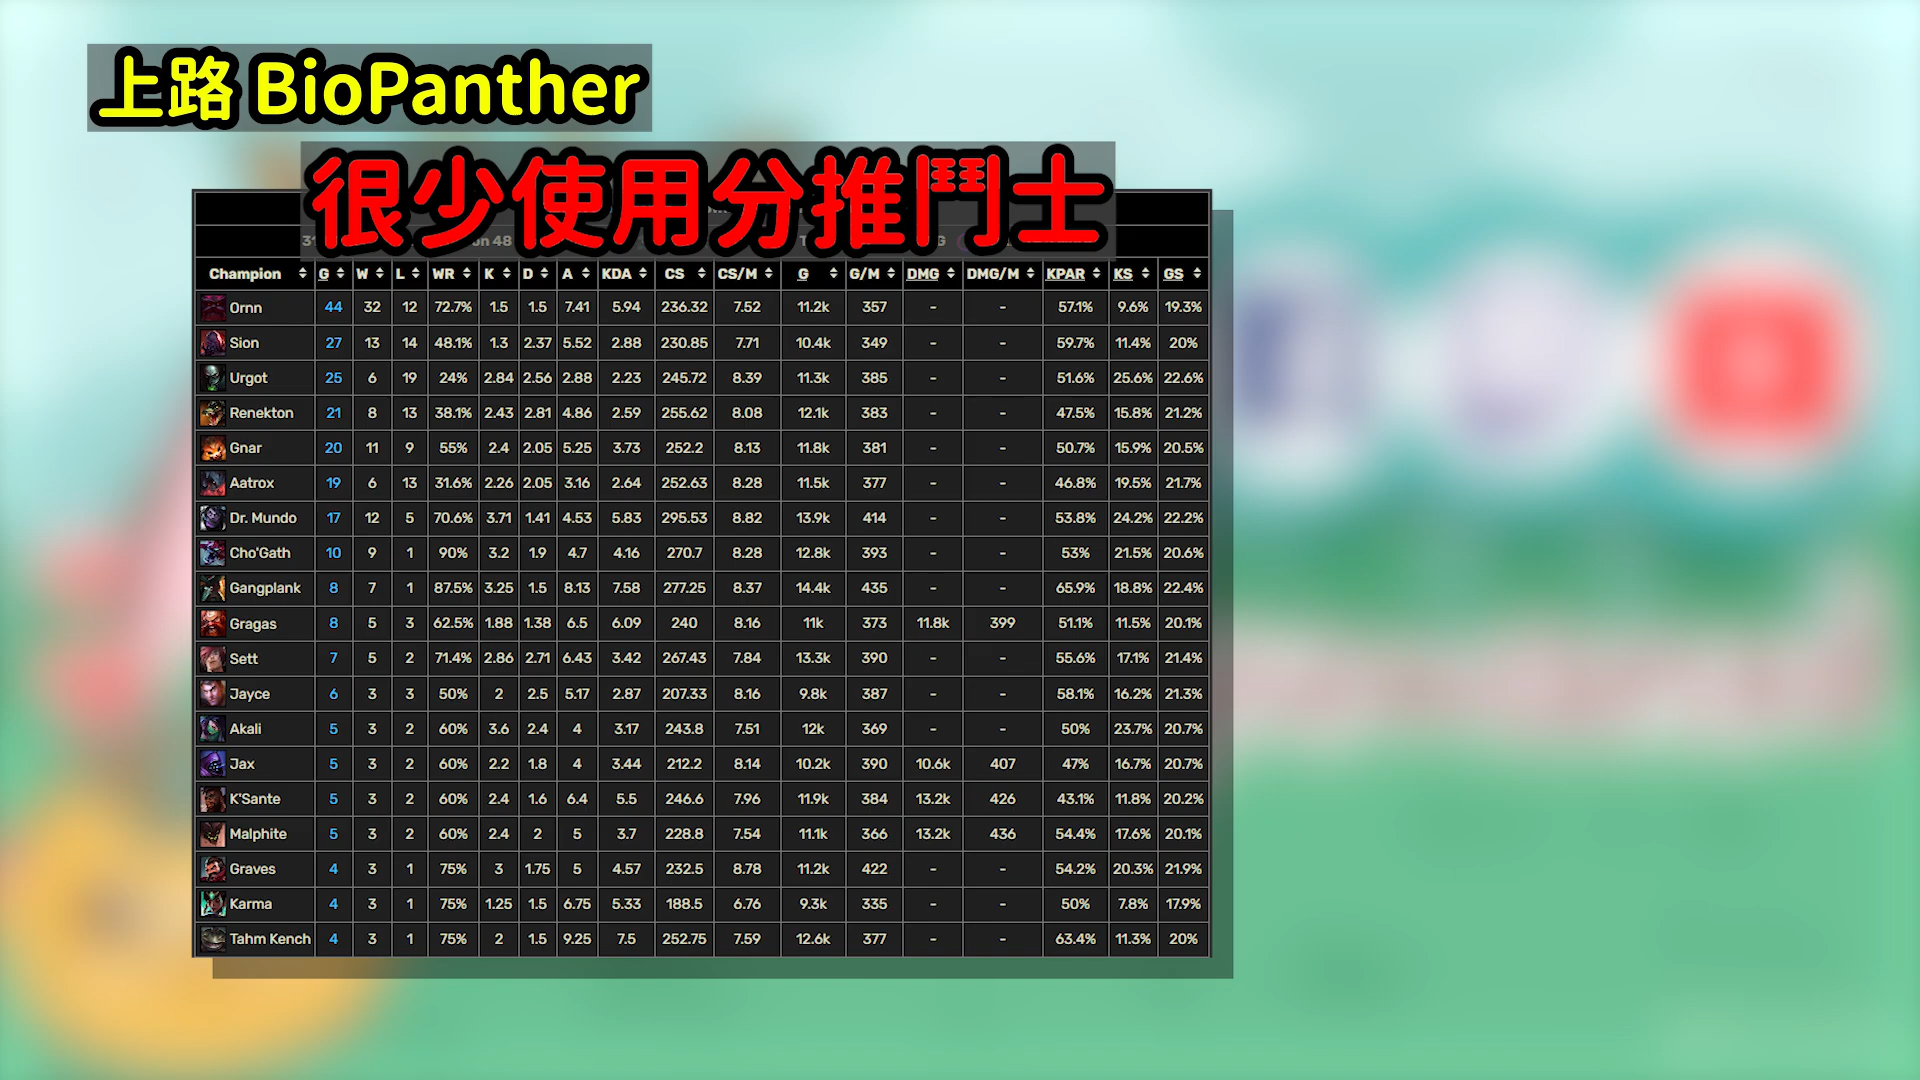 上路 BioPanther
很少使用分推鬥士
Champion G W L WR K D A KDA CS CS/M G G/M DMG DMG/M KPAR KS GS
Ornn 44 32 12 72.7% 1.5 1.5 7.41 5.94 236.32 7.52 11.2k 357 - - 57.1% 9.6% 19.3%
Sion 27 13 14 48.1% 1.3 2.37 5.52 2.88 230.85 7.71 10.4k 349 - - 59.7% 11.4% 20%
Urgot 25 6 19 24% 2.84 2.56 2.88 2.23 245.72 8.39 11.3k 385 - - 51.6% 25.6% 22.6%
Renekton 21 8 13 38.1% 2.43 2.81 4.86 2.59 255.62 8.08 12.1k 383 - - 47.5% 15.8% 21.2%
Gnar 20 11 9 55% 2.4 2.05 5.25 3.73 252.2 8.13 11.8k 381 - - 50.7% 15.9% 20.5%
Aatrox 19 6 13 31.6% 2.26 2.05 3.16 2.64 252.63 8.28 11.5k 377 - - 46.8% 19.5% 21.7%
Dr. Mundo 17 12 5 70.6% 3.71 1.41 4.53 5.83 295.53 8.82 13.9k 414 - - 53.8% 24.2% 22.2%
Cho'Gath 10 9 1 90% 3.2 1.9 4.7 4.16 270.7 8.28 12.8k 393 - - 53% 21.5% 20.6%
Gangplank 8 7 1 87.5% 3.25 1.5 8.13 7.58 277.25 8.37 14.4k 435 - - 65.9% 18.8% 22.4%
Gragas 8 5 3 62.5% 1.88 1.38 6.5 6.09 240 8.16 11k 373 11.8k 399 51.1% 11.5% 20.1%
Sett 7 5 2 71.4% 2.86 2.71 6.43 3.42 267.43 7.84 13.3k 390 - - 55.6% 17.1% 21.4%
Jayce 6 3 3 50% 2 2.5 5.17 2.87 207.33 8.16 9.8k 387 - - 58.1% 16.2% 21.3%
Akali 5 3 2 60% 3.6 2.4 4 3.17 243.8 7.51 12k 369 - - 50% 23.7% 20.7%
Jax 5 3 2 60% 2.2 1.8 4 3.44 212.2 8.14 10.2k 390 10.6k 407 47% 16.7% 20.7%
K'Sante 5 3 2 60% 2.4 1.6 6.4 5.5 246.6 7.96 11.9k 384 13.2k 426 43.1% 11.8% 20.2%
Malphite 5 3 2 60% 2.4 2 5 3.7 228.8 7.54 11.1k 366 13.2k 436 54.4% 17.6% 20.1%
Graves 4 3 1 75% 3 1.75 5 4.57 232.5 8.78 11.2k 422 - - 54.2% 20.3% 21.9%
Karma 4 3 1 75% 1.25 1.5 6.75 5.33 188.5 6.76 9.3k 335 - - 50% 7.8% 17.9%
Tahm Kench 4 3 1 75% 2 1.5 9.25 7.5 252.75 7.59 12.6k 377 - - 63.4% 11.3% 20%